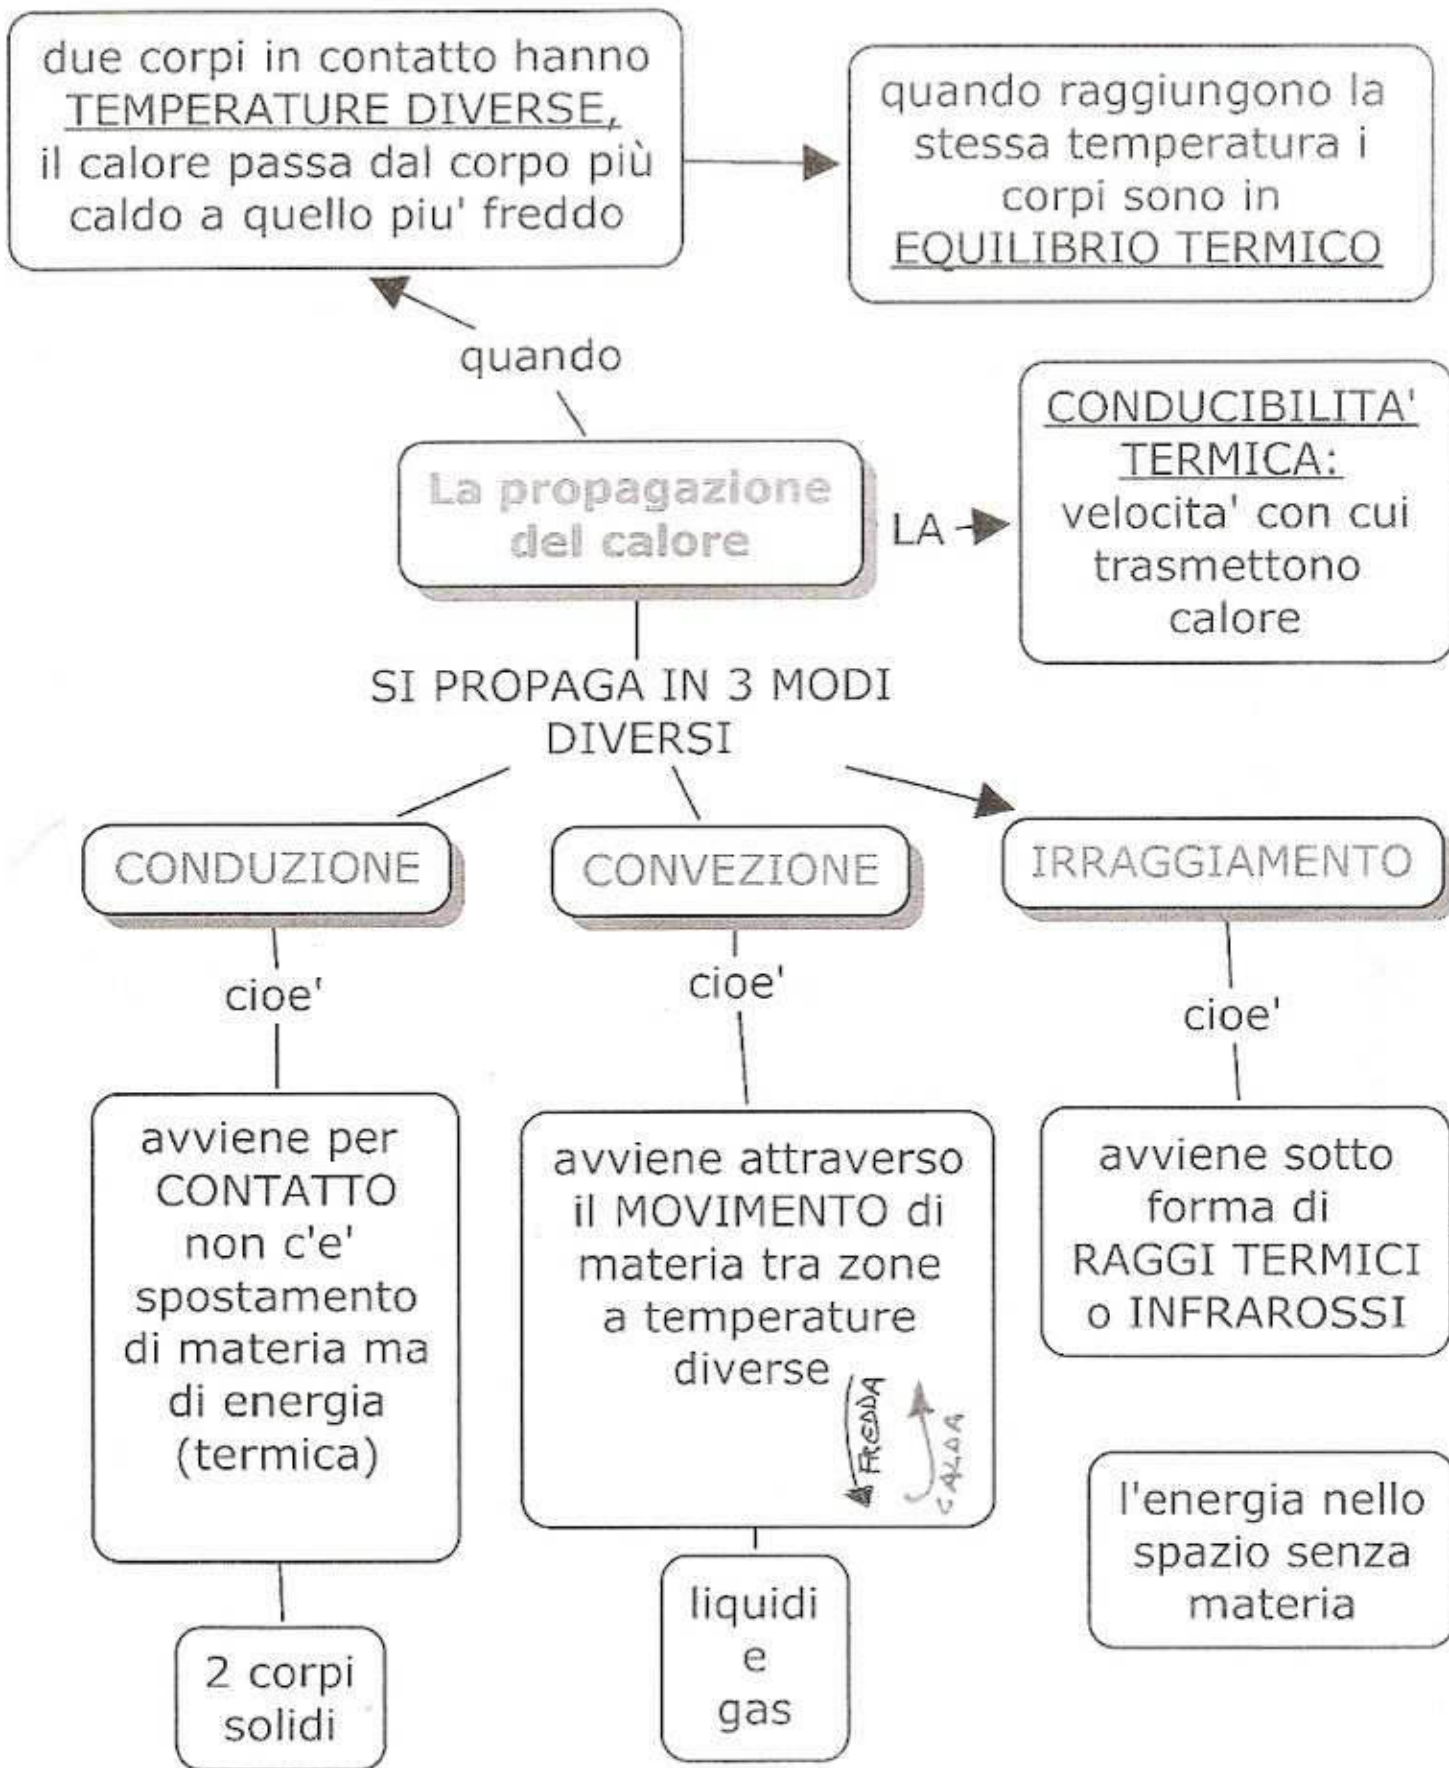 due corpi in contatto hanno
TEMPERATURE DIVERSE,
il calore passa dal corpo più
caldo a quello piu' freddo
quando raggiungono la
stessa temperatura i
corpi sono in
EQUILIBRIO TERMICO
quando
La propagazione
del calore
LA
CONDUCIBILITA'
TERMICA:
velocita' con cui
trasmettono
calore
SI PROPAGA IN 3 MODI
DIVERSI
CONDUZIONE
CONVEZIONE
IRRAGGIAMENTO
cioe'
cioe'
cioe'
avviene per
CONTATTO
non c'e'
spostamento
di materia ma
di energia
(termica)
avviene attraverso
il MOVIMENTO di
materia tra zone
a temperature
diverse
FREDDA
CALDA
avviene sotto
forma di
RAGGI TERMICI
o INFRAROSSI
l'energia nello
spazio senza
materia
2 corpi
solidi
liquidi
e
gas